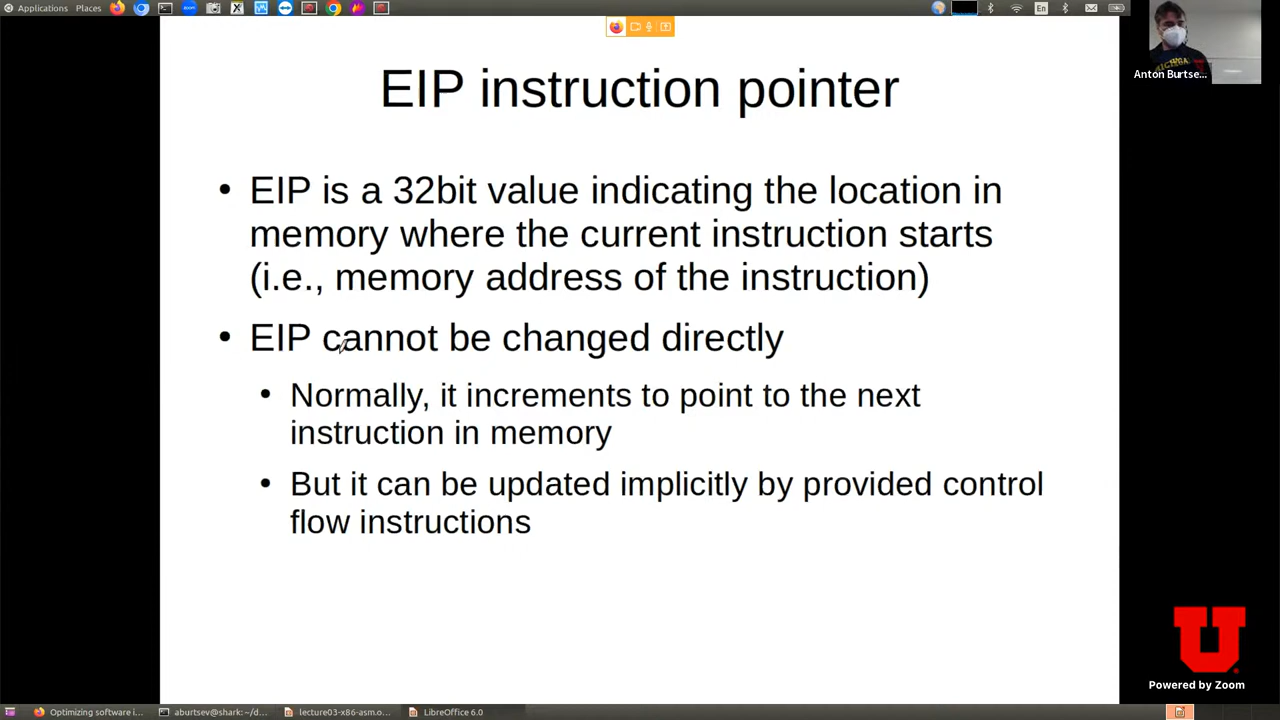 Applications Places
En
Anton Burtse...
EIP instruction pointer
• EIP is a 32bit value indicating the location in
memory where the current instruction starts
(i.e., memory address of the instruction)
• EIP cannot be changed directly
• Normally, it increments to point to the next
instruction in memory
• But it can be updated implicitly by provided control
flow instructions
U
Powered by Zoom
Optimizing software i...
aburtsev@shark: ~/d...
lecture03-x86-asm.o...
LibreOffice 6.0